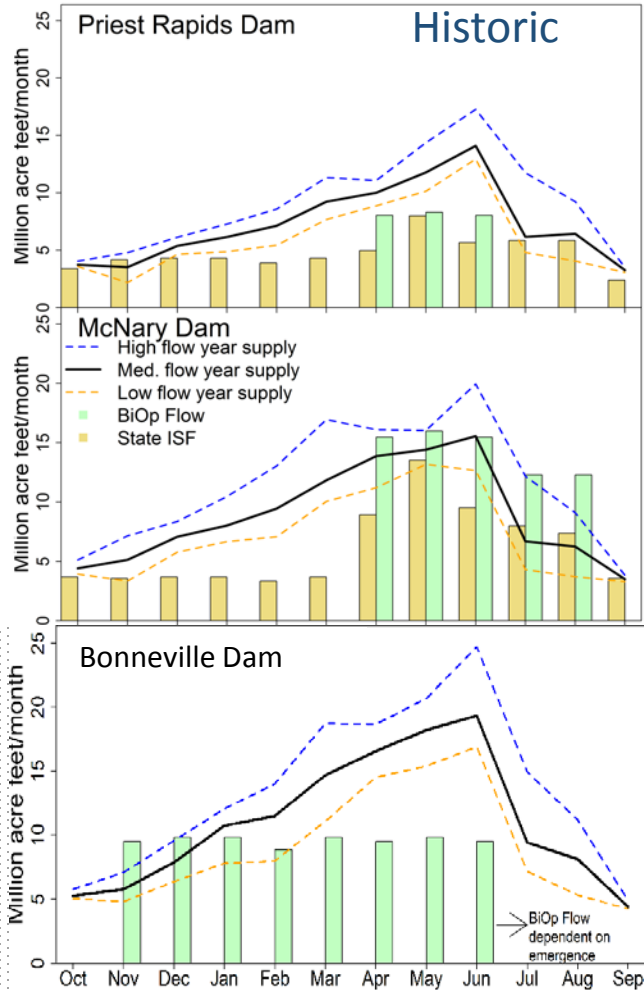 Priest Rapids Dam
Historic
Million acre feet/month
25
20
15
10
5
0
McNary Dam
High flow year supply
Med. flow year supply
Low flow year supply
BiOp Flow
State ISF
Million acre feet/month
25
20
15
10
5
0
Bonneville Dam
Million acre feet/month
25
20
15
10
5
0
BiOp Flow
dependent on
emergence
Oct Nov Dec Jan Feb Mar Apr May Jun Jul Aug Sep